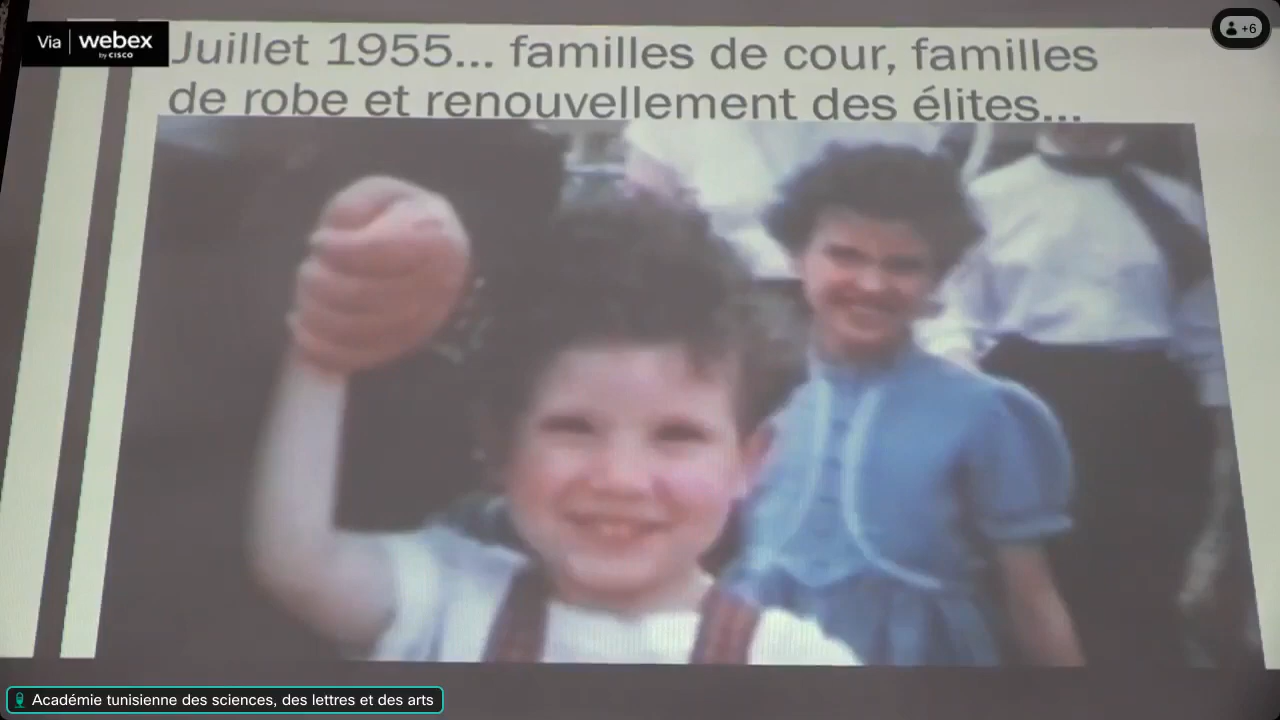 Via webex
by CISCO
+6
Juillet 1955... familles de cour, familles
de robe et renouvellement des élites...
Académie tunisienne des sciences, des lettres et des arts